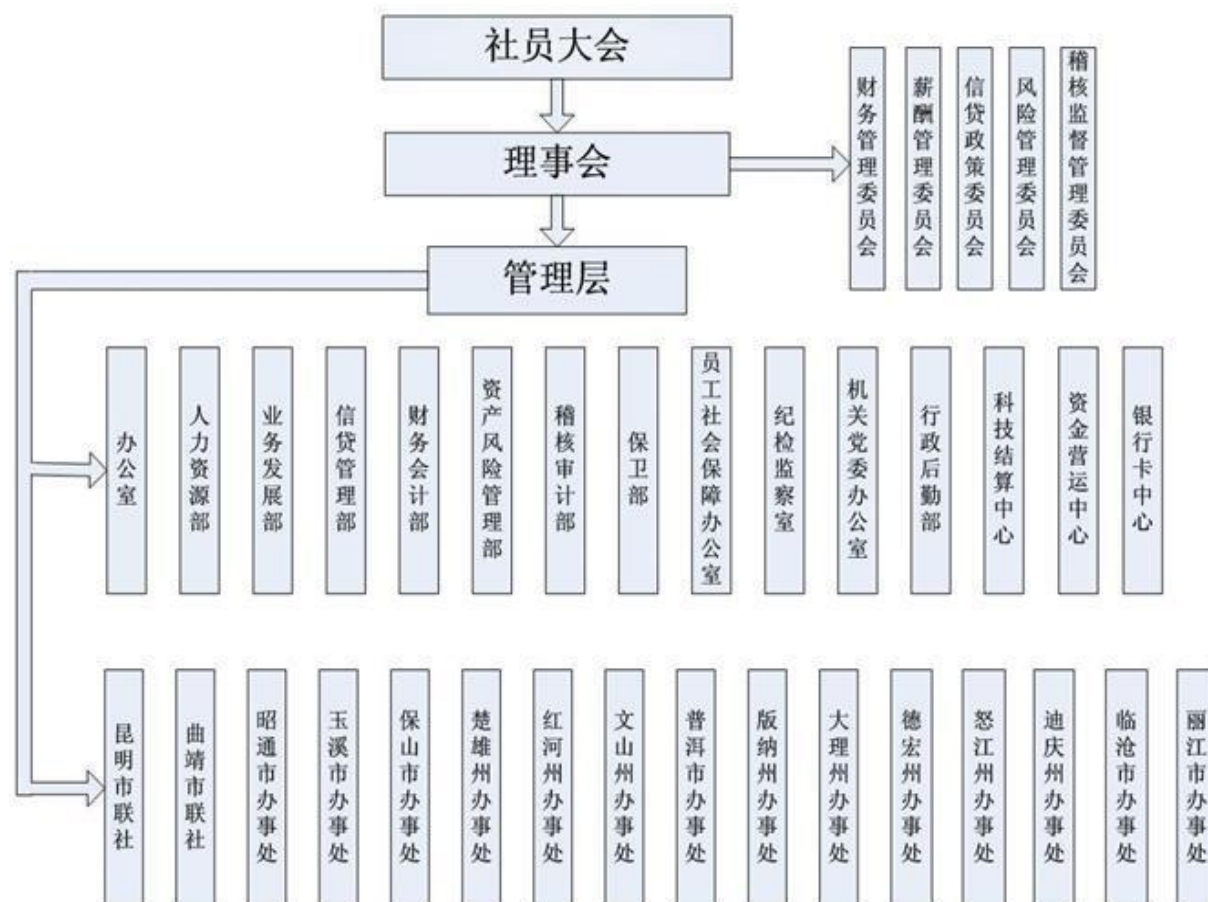 社员大会
理事会
管理层
财务管理委员会
薪酬管理委员会
信贷政策委员会
风险管理委员会
稽核监督管理委员会
办公室
人力资源部
业务发展部
信贷管理部
财务会计部
资产风险管理部
稽核审计部
保卫部
员工社会保障办公室
纪检监察室
机关党委办公室
行政后勤部
科技结算中心
资金营运中心
银行卡中心
昆明市联社
曲靖市联社
昭通市办事处
玉溪市办事处
保山市办事处
楚雄州办事处
红河州办事处
文山州办事处
普洱市办事处
版纳州办事处
大理州办事处
德宏州办事处
怒江州办事处
迪庆州办事处
临沧市办事处
丽江市办事处